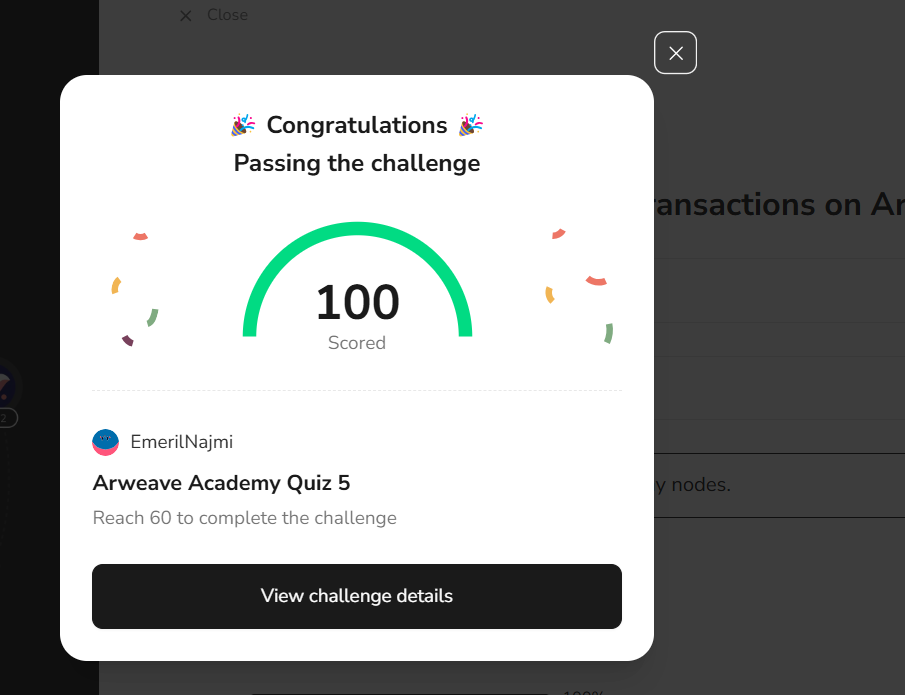 Close
🎉 Congratulations 🎉
Passing the challenge
ransactions on Ar
100
Scored
EmerilNajmi
Arweave Academy Quiz 5
y nodes.
Reach 60 to complete the challenge
View challenge details
2